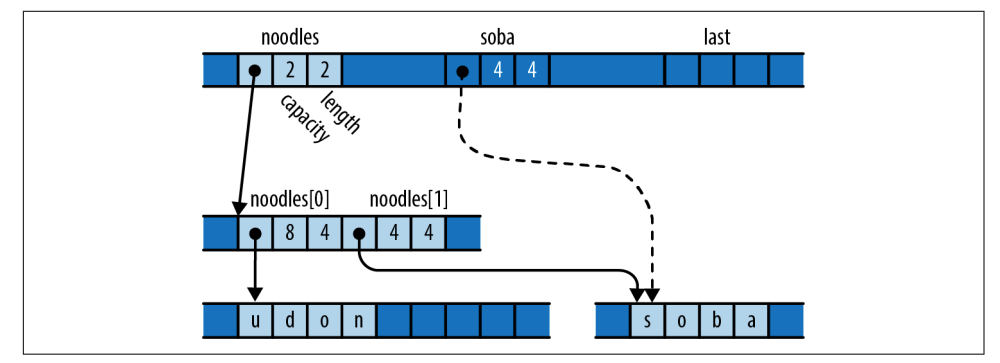 noodles soba last
2 2 4 4
capacity length
noodles[0] noodles[1]
8 4 4 4
u d o n s o b a